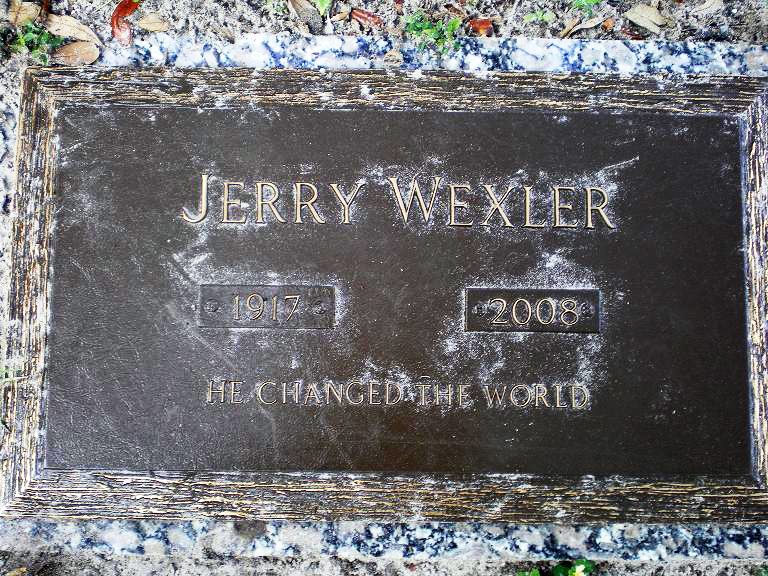 JERRY WEXLER
1917 2008
HE CHANGED THE WORLD